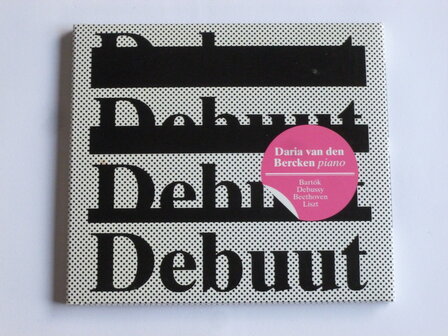 Debuut
Debuut
Debuut
Debuut
Daria van den
Bercken piano
Bartók
Debussy
Beethoven
Liszt